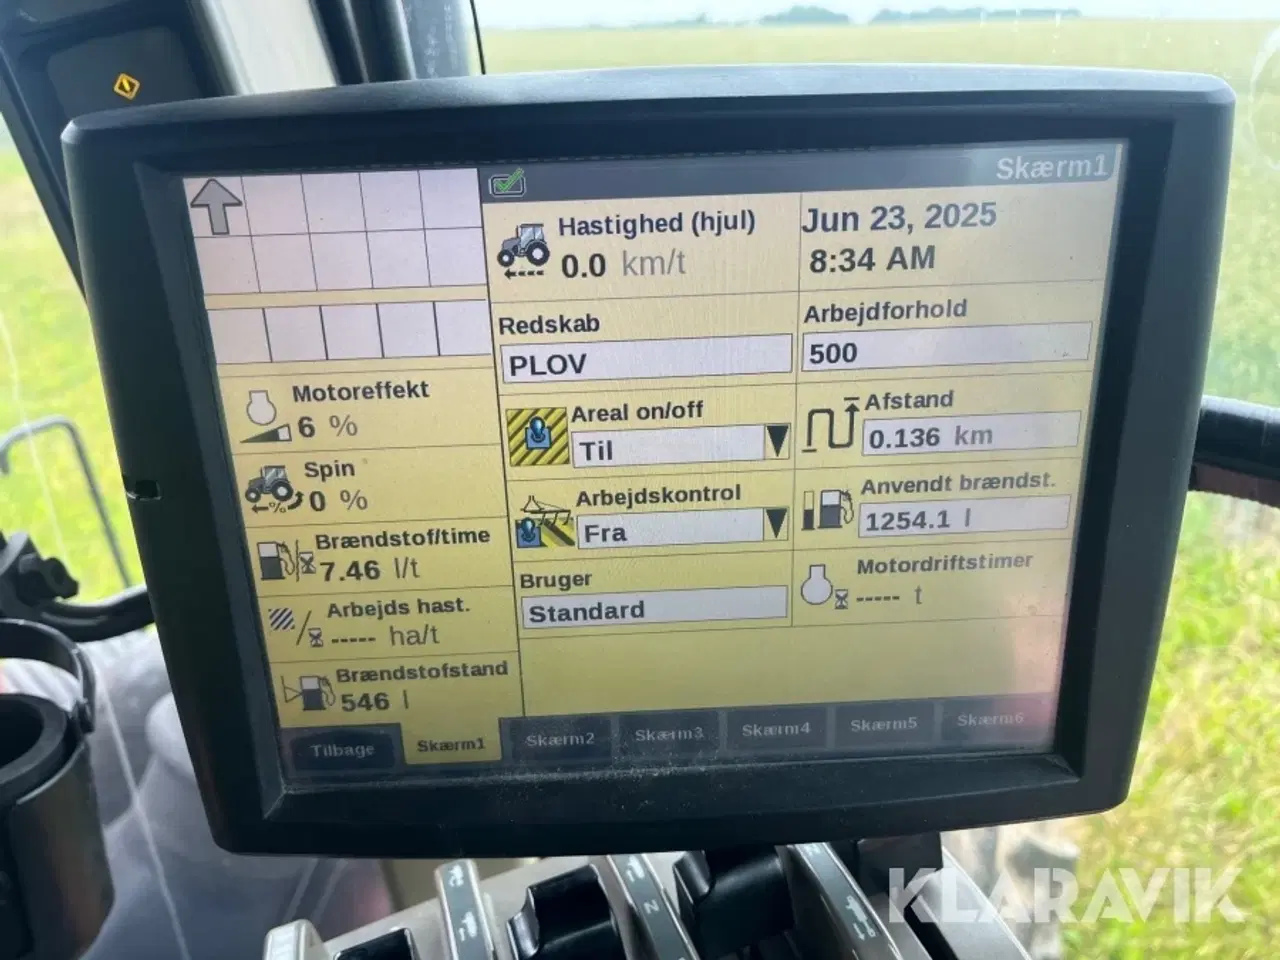 Skærm1
Hastighed (hjul)
0.0 km/t
Jun 23, 2025
8:34 AM
Redskab
PLOV
Arbejdforhold
500
Motoreffekt
6 %
Areal on/off
Til
Afstand
0.136 km
Spin
0 %
Arbejdskontrol
Fra
Anvendt brændst.
1254.1 l
Brændstof/time
7.46 l/t
Bruger
Standard
Motordriftstimer
----- t
Arbejds hast.
----- ha/t
Brændstofstand
546 l
Tilbage Skærm1 Skærm2 Skærm3 Skærm4 Skærm5 Skærm6
KLARAVIK